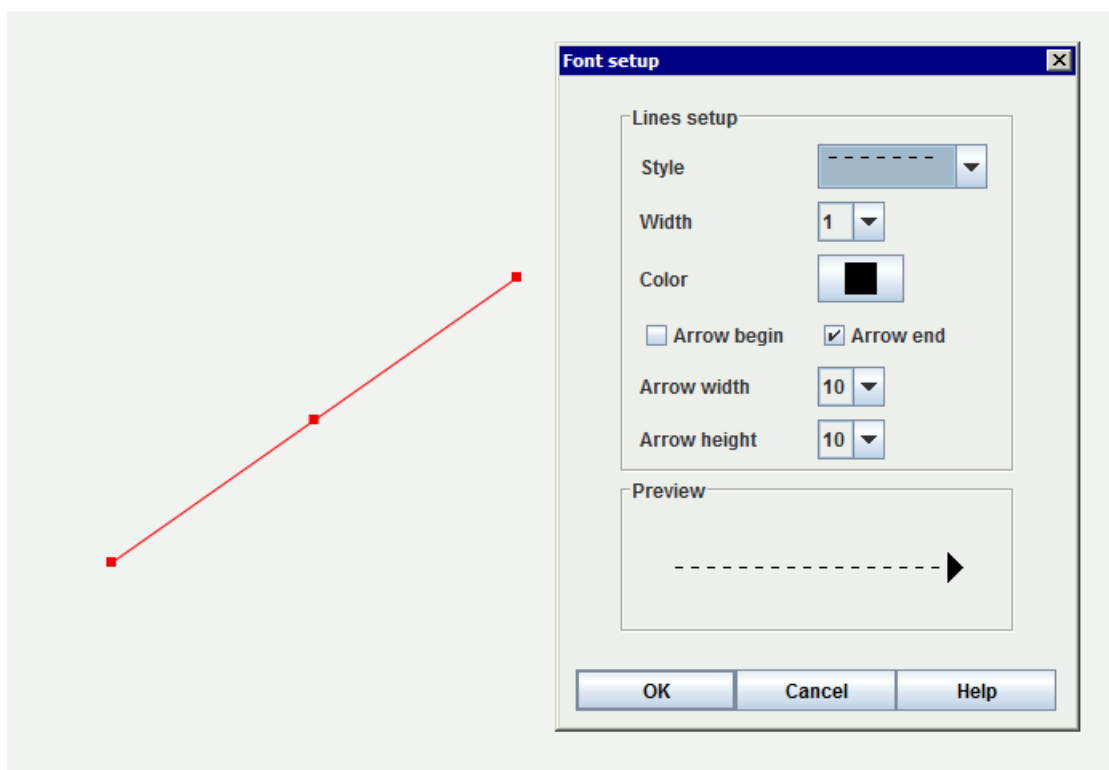 Font setup
Lines setup
Style
Width 1
Color
Arrow begin Arrow end
Arrow width 10
Arrow height 10
Preview
OK Cancel Help